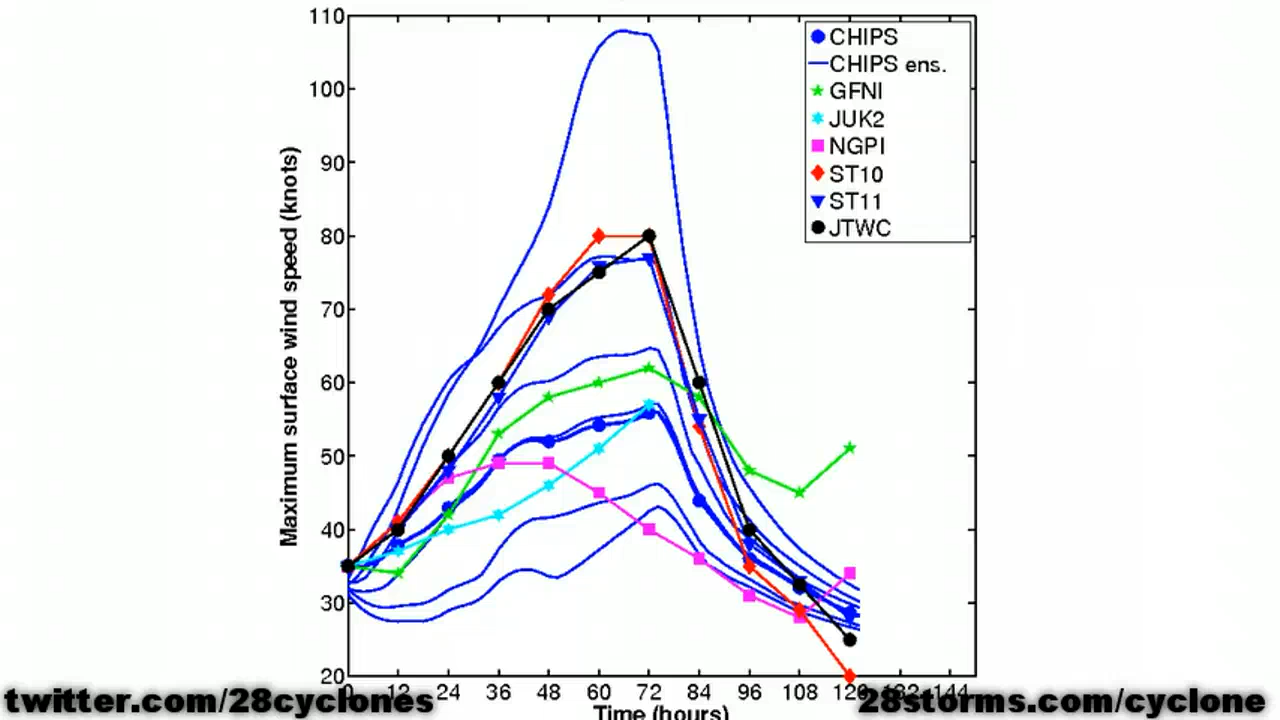 110
100
90
80
70
60
50
40
30
20
Maximum surface wind speed (knots)
CHIPS
CHIPS ens.
GFNI
JUK2
NGPI
ST10
ST11
JTWC
0 12 24 36 48 60 72 84 96 108 120 132 144
Time (hours)
twitter.com/28cyclones
28storms.com/cyclone